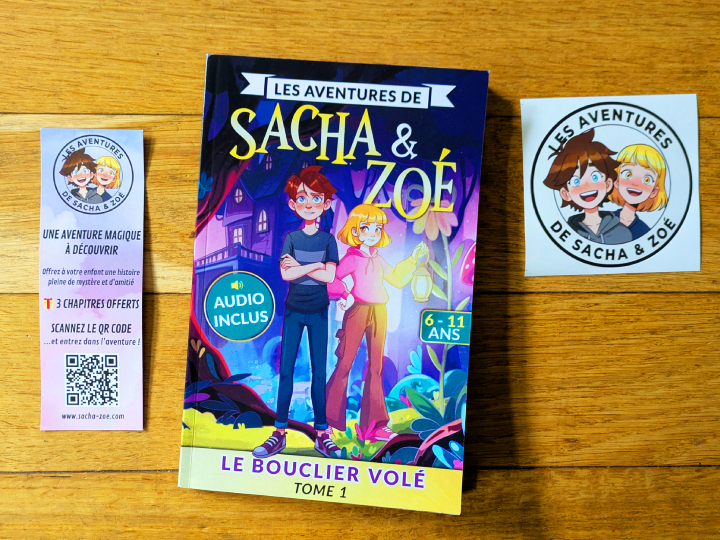 LES AVENTURES
DE SACHA & ZOÉ
UNE AVENTURE MAGIQUE
À DÉCOUVRIR
Offrez à votre enfant une histoire
pleine de mystère et d'amitié
3 CHAPITRES OFFERTS
SCANNEZ LE QR CODE
...et entrez dans l'aventure !
www.sacha-zoe.com
LES AVENTURES DE
SACHA &
ZOÉ
AUDIO
INCLUS
6 - 11
ANS
LE BOUCLIER VOLÉ
TOME 1
LES AVENTURES
DE SACHA & ZOÉ